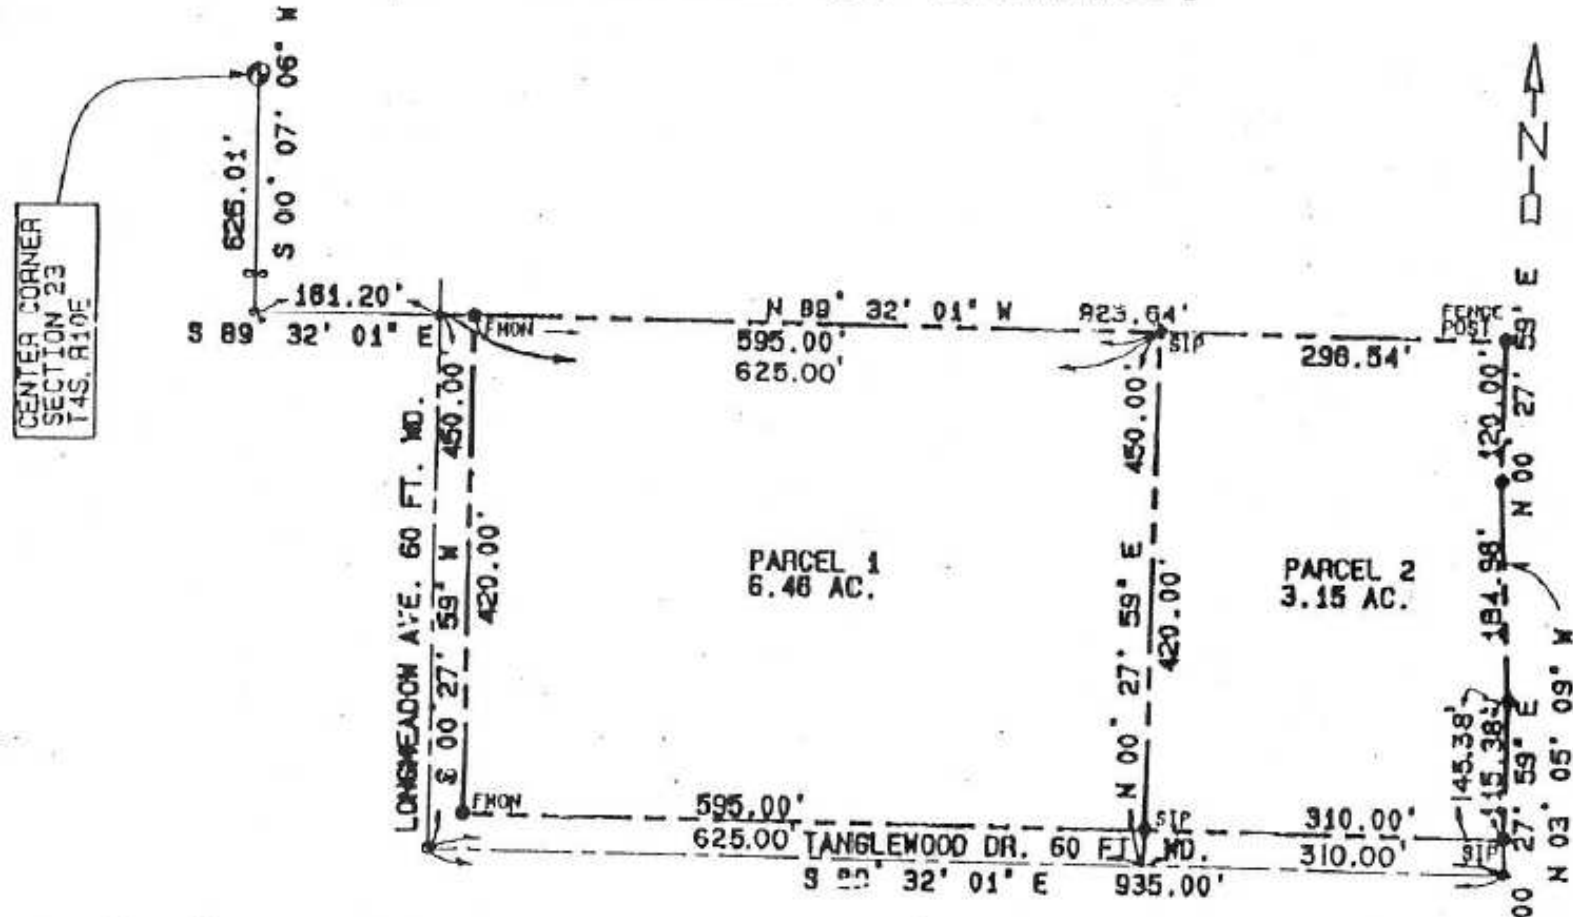 CENTER CORNER
SECTION 23
T4S, R10E
626.01'
S 00° 07' 06" W
161.20'
S 89° 32' 01" E
FMON
N 89° 32' 01" W
923.64'
595.00'
625.00'
SIP
296.54'
FENCE
POST
D N
120.00'
N 00° 27' 59' E
LONGMEADOW AVE. 60 FT. WD.
450.00'
S 00° 27' 59" W
420.00'
PARCEL 1
6.46 AC.
450.00'
N 00° 27' 59" E
420.00'
PARCEL 2
3.15 AC.
184.98'
N 03° 05' 09" W
145.38'
115.38'
00 27' 59" E
FMON
595.00'
625.00'
TANGLEWOOD DR. 60 FT. WD.
SIP
310.00'
310.00'
SIP
S 32' 01" E
935.00'